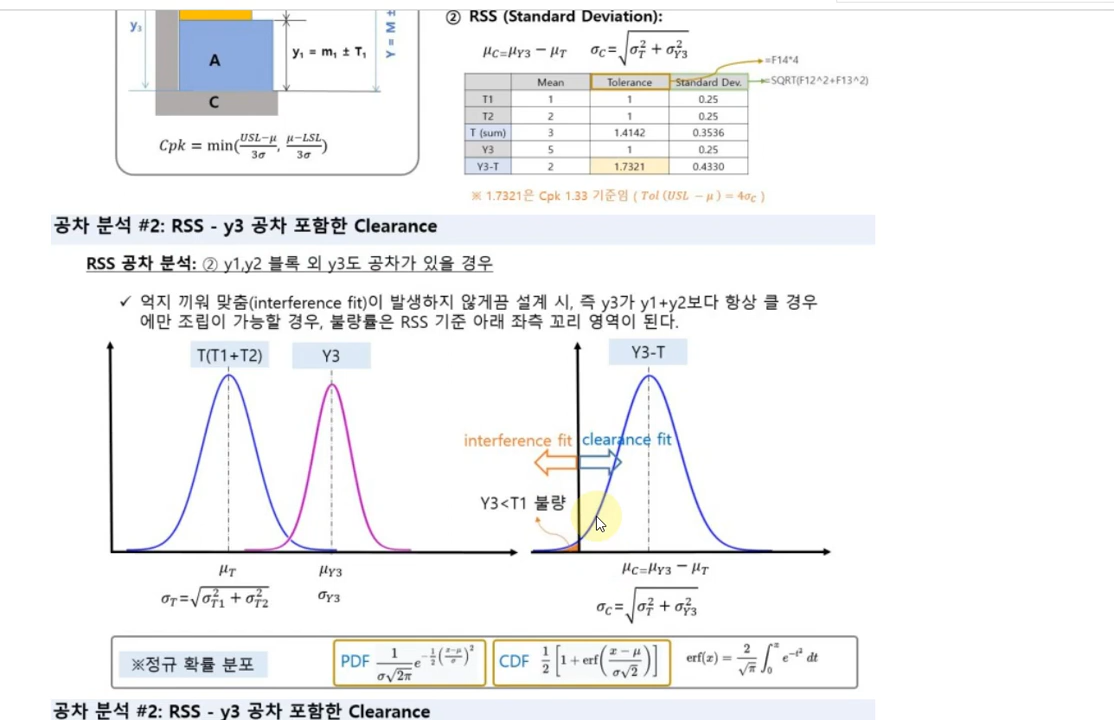 ② RSS (Standard Deviation):
y₃
A
y₁ = m₁ ± T₁
Y = M ±
C
Cpk = min(USL−μ/3σ, μ−LSL/3σ)
μC=μY3 − μT σC=√(σ²T + σ²Y3)
=F14*4
=SQRT(F12^2+F13^2)
Mean Tolerance Standard Dev.
T1 1 1 0.25
T2 2 1 0.25
T (sum) 3 1.4142 0.3536
Y3 5 1 0.25
Y3-T 2 1.7321 0.4330
※ 1.7321은 Cpk 1.33 기준임 ( Tol (USL − μ ) = 4σC )
공차 분석 #2: RSS - y3 공차 포함한 Clearance
RSS 공차 분석: ② y1,y2 블록 외 y3도 공차가 있을 경우
✓ 억지 끼워 맞춤(interference fit)이 발생하지 않게끔 설계 시, 즉 y3가 y1+y2보다 항상 클 경우
에만 조립이 가능할 경우, 불량률은 RSS 기준 아래 좌측 꼬리 영역이 된다.
T(T1+T2) Y3 Y3-T
interference fit clearance fit
Y3<T1 불량
μT μY3 μC=μY3 − μT
σT=√(σ²T1 + σ²T2) σY3 σC=√(σ²T + σ²Y3)
※정규 확률 분포 PDF 1/(σ√2π) e^(−1/2((x−μ)/σ)²) CDF 1/2[1 + erf((x − μ)/(σ√2))] erf(x) = 2/√π ∫₀ˣ e^(−t²) dt
공차 분석 #2: RSS - y3 공차 포함한 Clearance